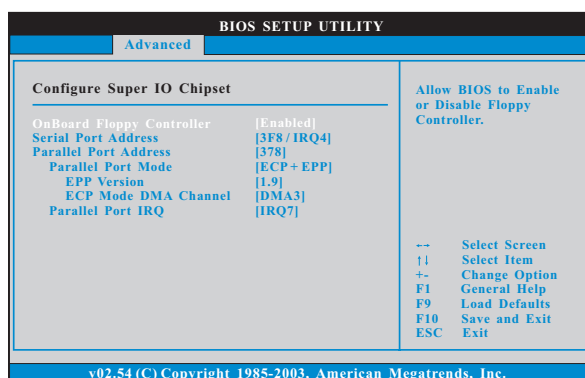 BIOS SETUP UTILITY
Advanced
Configure Super IO Chipset
OnBoard Floppy Controller [Enabled]
Serial Port Address [3F8 / IRQ4]
Parallel Port Address [378]
Parallel Port Mode [ECP + EPP]
EPP Version [1.9]
ECP Mode DMA Channel [DMA3]
Parallel Port IRQ [IRQ7]
Allow BIOS to Enable
or Disable Floppy
Controller.
←→ Select Screen
↑↓ Select Item
+- Change Option
F1 General Help
F9 Load Defaults
F10 Save and Exit
ESC Exit
v02.54 (C) Copyright 1985-2003, American Megatrends, Inc.